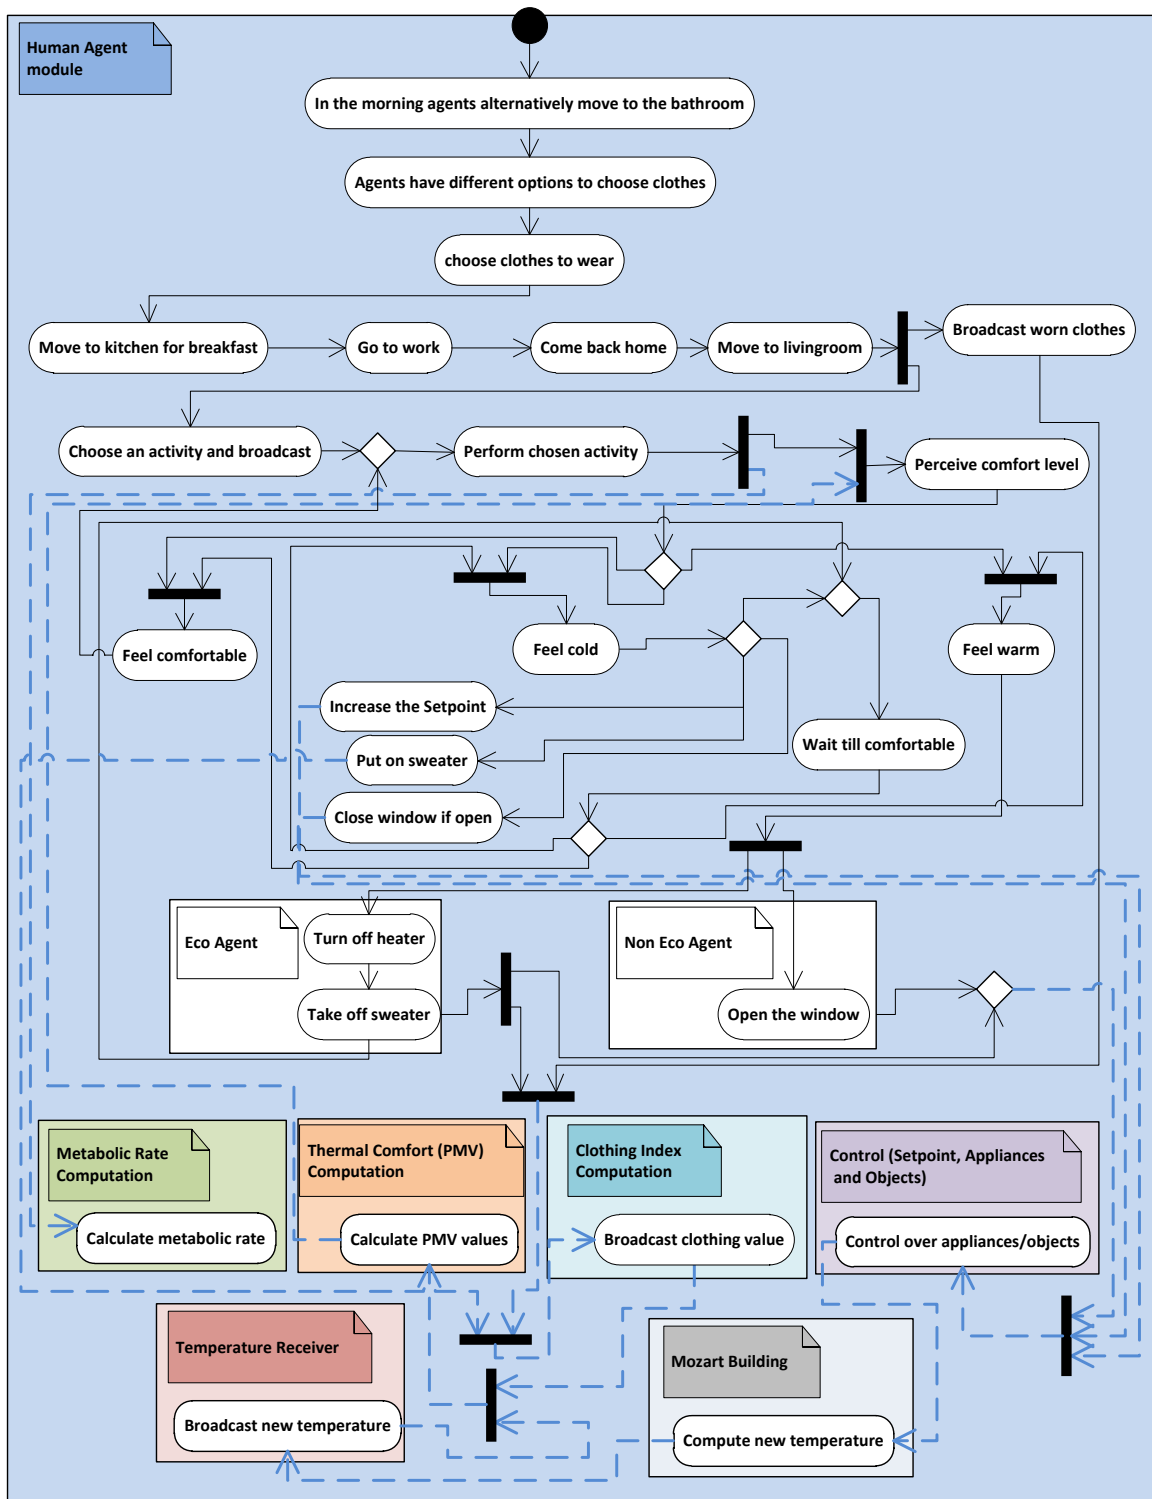 Human Agent
module
In the morning agents alternatively move to the bathroom
Agents have different options to choose clothes
choose clothes to wear
Move to kitchen for breakfast
Go to work
Come back home
Move to livingroom
Broadcast worn clothes
Choose an activity and broadcast
Perform chosen activity
Perceive comfort level
Feel comfortable
Feel cold
Feel warm
Increase the Setpoint
Put on sweater
Wait till comfortable
Close window if open
Eco Agent
Turn off heater
Take off sweater
Non Eco Agent
Open the window
Metabolic Rate
Computation
Calculate metabolic rate
Thermal Comfort (PMV)
Computation
Calculate PMV values
Clothing Index
Computation
Broadcast clothing value
Control (Setpoint, Appliances
and Objects)
Control over appliances/objects
Temperature Receiver
Broadcast new temperature
Mozart Building
Compute new temperature